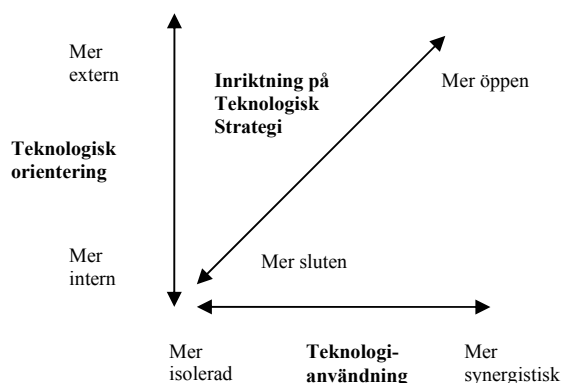 Mer
extern
Inriktning på
Teknologisk
Strategi
Mer öppen
Teknologisk
orientering
Mer
intern
Mer sluten
Mer
isolerad
Teknologi-
användning
Mer
synergistisk